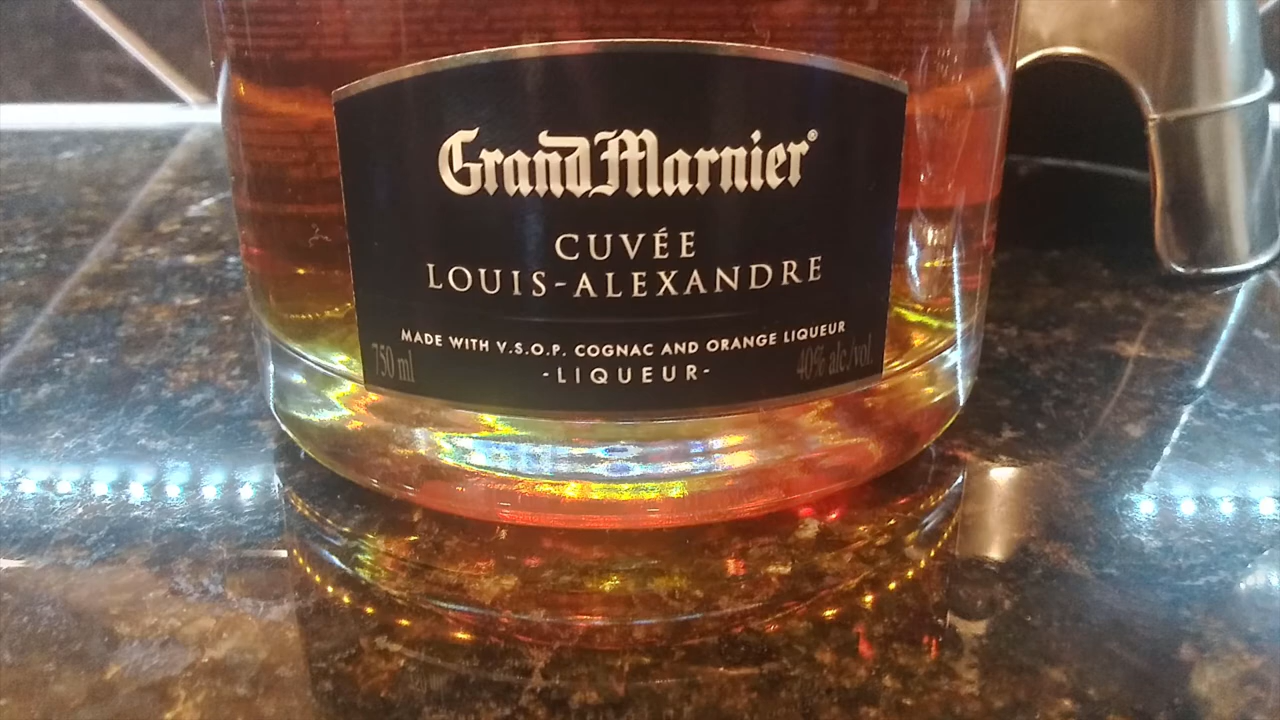 Grand Marnier®
CUVÉE
LOUIS-ALEXANDRE
MADE WITH V.S.O.P. COGNAC AND ORANGE LIQUEUR
-LIQUEUR-
750 ml
40% alc./vol.